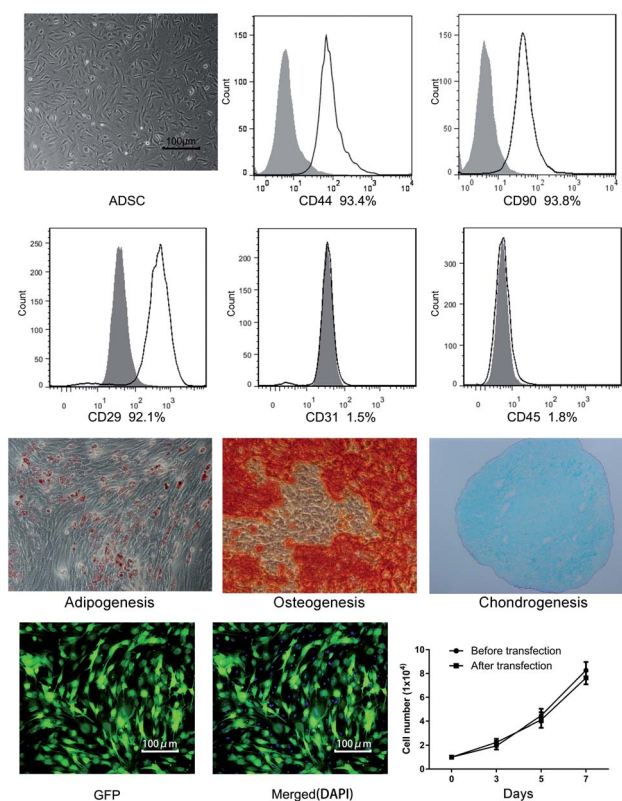 100μm
ADSC
Count
150
100
50
0
10⁰ 10¹ 10² 10³ 10⁴
CD44 93.4%
Count
150
100
50
0
10⁰ 10¹ 10² 10³ 10⁴
CD90 93.8%
Count
250
200
150
100
50
0
0 10¹ 10² 10³
CD29 92.1%
Count
200
150
100
50
0
0 10¹ 10² 10³
CD31 1.5%
Count
300
200
100
0
0 10¹ 10² 10³
CD45 1.8%
Adipogenesis
Osteogenesis
Chondrogenesis
100μm
GFP
100μm
Merged(DAPI)
Before transfection
After transfection
Cell number (1x10⁴)
10
8
6
4
2
0
0 3 5 7
Days